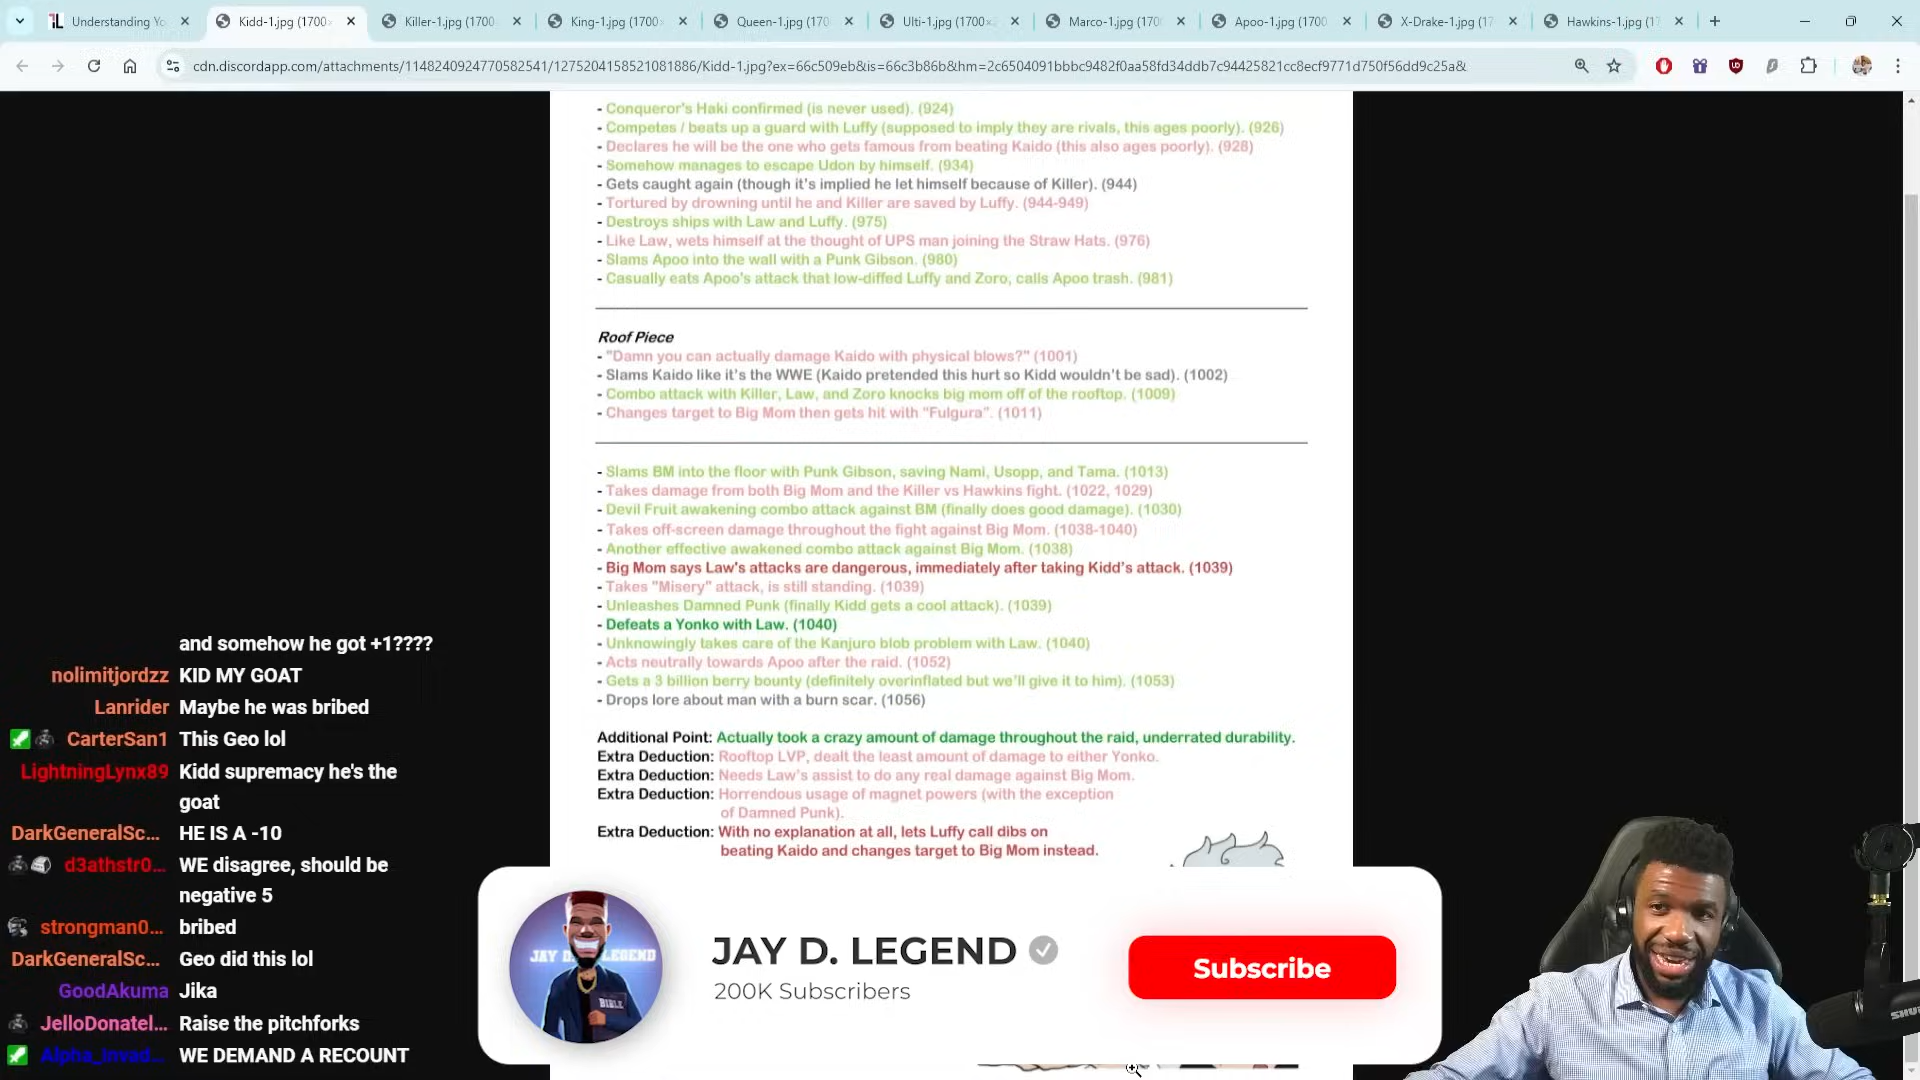 Understanding Yo
Kidd-1.jpg (1700×
Killer-1.jpg (1700
King-1.jpg (1700×
Queen-1.jpg (170
Ulti-1.jpg (1700×
Marco-1.jpg (170
Apoo-1.jpg (1700
X-Drake-1.jpg (17
Hawkins-1.jpg (17
cdn.discordapp.com/attachments/1148240924770582541/1275204158521081886/Kidd-1.jpg?ex=66c509eb&is=66c3b86b&hm=2c6504091bbbc9482f0aa58fd34ddb7c94425821cc8ecf9771d750f56dd9c25a&
- Conqueror's Haki confirmed (is never used). (924)
- Competes / beats up a guard with Luffy (supposed to imply they are rivals, this ages poorly). (926)
- Declares he will be the one who gets famous from beating Kaido (this also ages poorly). (928)
- Somehow manages to escape Udon by himself. (934)
- Gets caught again (though it's implied he let himself because of Killer). (944)
- Tortured by drowning until he and Killer are saved by Luffy. (944-949)
- Destroys ships with Law and Luffy. (975)
- Like Law, wets himself at the thought of UPS man joining the Straw Hats. (976)
- Slams Apoo into the wall with a Punk Gibson. (980)
- Casually eats Apoo's attack that low-diffed Luffy and Zoro, calls Apoo trash. (981)
Roof Piece
- "Damn you can actually damage Kaido with physical blows?" (1001)
- Slams Kaido like it's the WWE (Kaido pretended this hurt so Kidd wouldn't be sad). (1002)
- Combo attack with Killer, Law, and Zoro knocks big mom off of the rooftop. (1009)
- Changes target to Big Mom then gets hit with "Fulgura". (1011)
- Slams BM into the floor with Punk Gibson, saving Nami, Usopp, and Tama. (1013)
- Takes damage from both Big Mom and the Killer vs Hawkins fight. (1022, 1029)
- Devil Fruit awakening combo attack against BM (finally does good damage). (1030)
- Takes off-screen damage throughout the fight against Big Mom. (1038-1040)
- Another effective awakened combo attack against Big Mom. (1038)
- Big Mom says Law's attacks are dangerous, immediately after taking Kidd's attack. (1039)
- Takes "Misery" attack, is still standing. (1039)
- Unleashes Damned Punk (finally Kidd gets a cool attack). (1039)
- Defeats a Yonko with Law. (1040)
- Unknowingly takes care of the Kanjuro blob problem with Law. (1040)
- Acts neutrally towards Apoo after the raid. (1052)
- Gets a 3 billion berry bounty (definitely overinflated but we'll give it to him). (1053)
- Drops lore about man with a burn scar. (1056)
Additional Point: Actually took a crazy amount of damage throughout the raid, underrated durability.
Extra Deduction: Rooftop LVP, dealt the least amount of damage to either Yonko.
Extra Deduction: Needs Law's assist to do any real damage against Big Mom.
Extra Deduction: Horrendous usage of magnet powers (with the exception
of Damned Punk).
Extra Deduction: With no explanation at all, lets Luffy call dibs on
beating Kaido and changes target to Big Mom instead.
and somehow he got +1????
nolimitjordzz KID MY GOAT
Lanrider Maybe he was bribed
CarterSan1 This Geo lol
LightningLynx89 Kidd supremacy he's the
goat
DarkGeneralSc... HE IS A -10
d3athstr0... WE disagree, should be
negative 5
strongman0... bribed
DarkGeneralSc... Geo did this lol
GoodAkuma Jika
JelloDonatel... Raise the pitchforks
Alpha_invad... WE DEMAND A RECOUNT
JAY D. LEGEND
BIBLE
JAY D. LEGEND
200K Subscribers
Subscribe
SHU